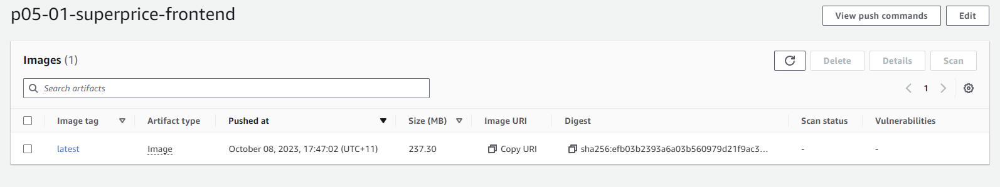 p05-01-superprice-frontend
View push commands
Edit
Images (1)
Delete
Details
Scan
Search artifacts
1
Image tag Artifact type Pushed at Size (MB) Image URI Digest Scan status Vulnerabilities
latest Image October 08, 2023, 17:47:02 (UTC+11) 237.30 Copy URI sha256:efb03b2393a6a03b560979d21f9ac3... - -